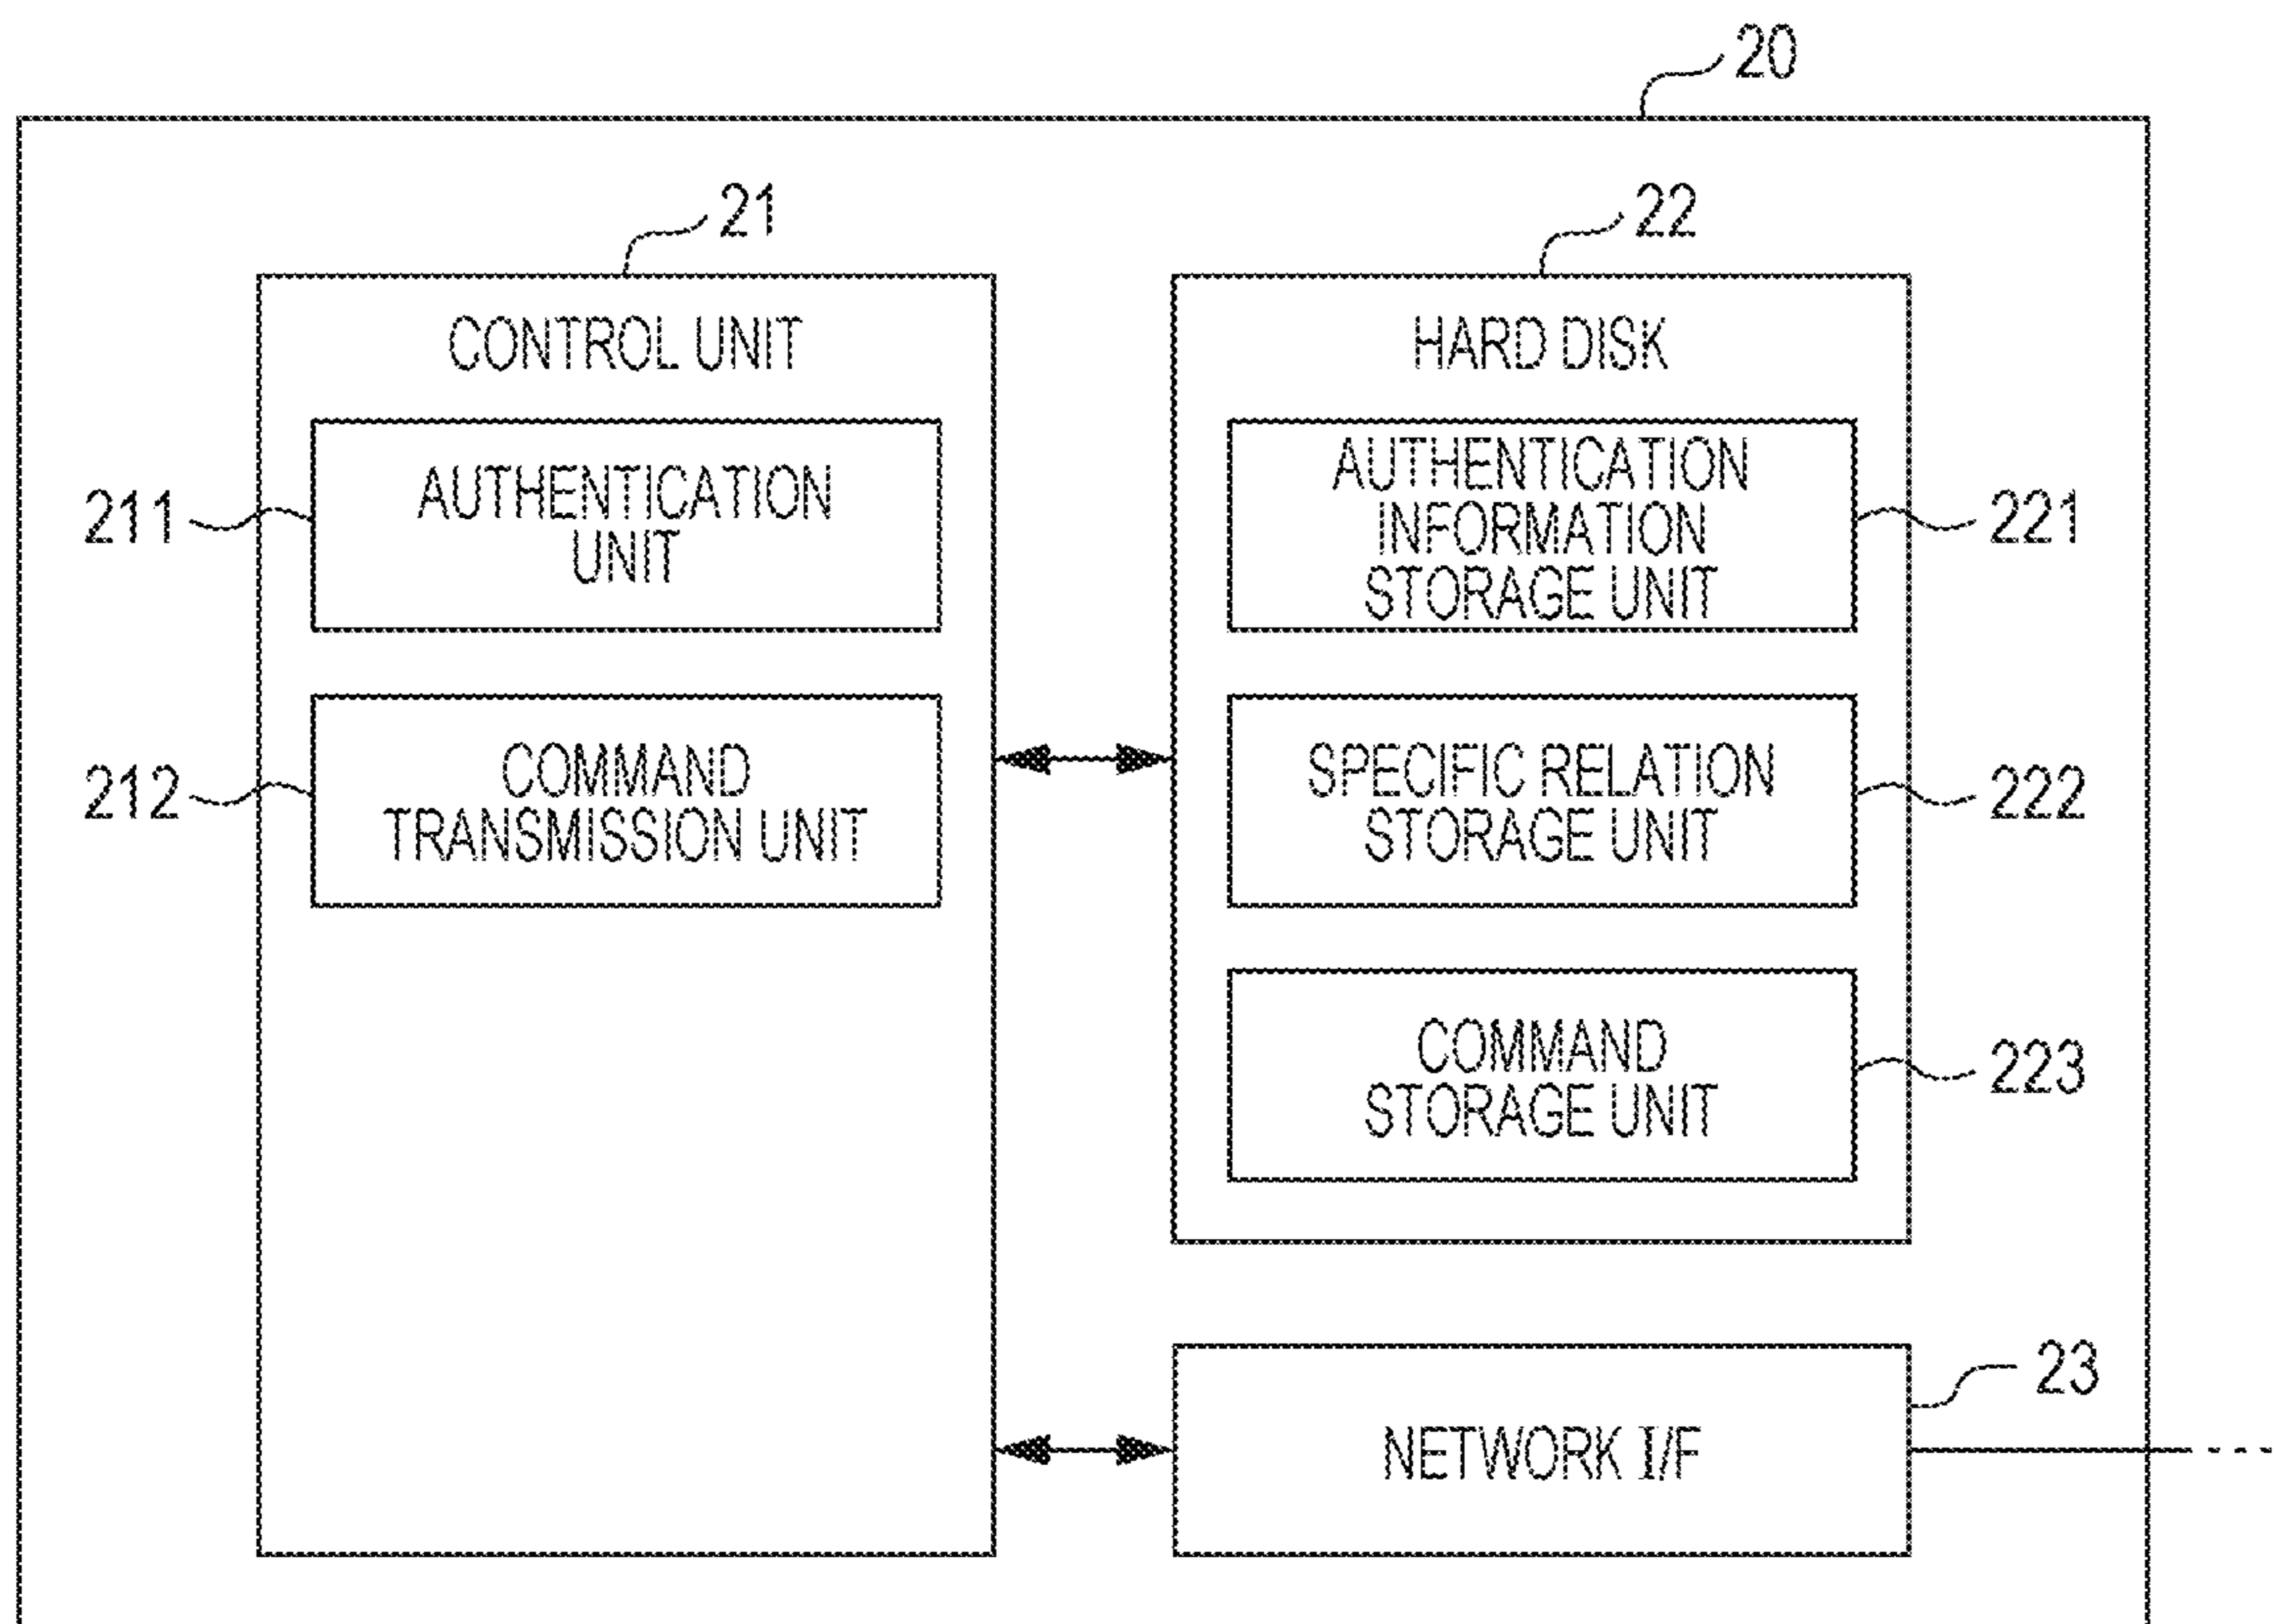 20
21
22
CONTROL UNIT
HARD DISK
211
AUTHENTICATION
UNIT
AUTHENTICATION
INFORMATION
STORAGE UNIT
221
212
COMMAND
TRANSMISSION UNIT
SPECIFIC RELATION
STORAGE UNIT
222
COMMAND
STORAGE UNIT
223
23
NETWORK I/F